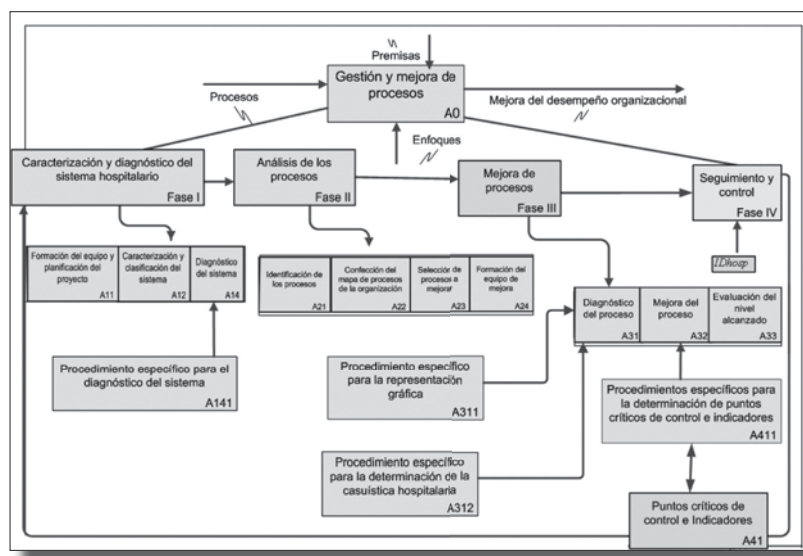 Premisas
Gestión y mejora de
procesos
A0
Procesos
Mejora del desempeño organizacional
Enfoques
Caracterización y diagnóstico del
sistema hospitalario
Fase I
Análisis de los
procesos
Fase II
Mejora de
procesos
Fase III
Seguimiento y
control
Fase IV
IDhosp
Formación del equipo y
planificación del
proyecto
A11
Caracterización y
clasificación del
sistema
A12
Diagnóstico
del sistema
A14
Identificación de
los procesos
A21
Confección del
mapa de procesos
de la organización
A22
Selección de
procesos a
mejorar
A23
Formación del
equipo de
mejora
A24
Diagnóstico
del proceso
A31
Mejora del
proceso
A32
Evaluación del
nivel
alcanzado
A33
Procedimiento específico para el
diagnóstico del sistema
A141
Procedimiento específico
para la representación
gráfica
A311
Procedimientos específicos para
la determinación de puntos
críticos de control e indicadores
A411
Procedimiento específico
para la determinación de la
casuística hospitalaria
A312
Puntos críticos de
control e Indicadores
A41